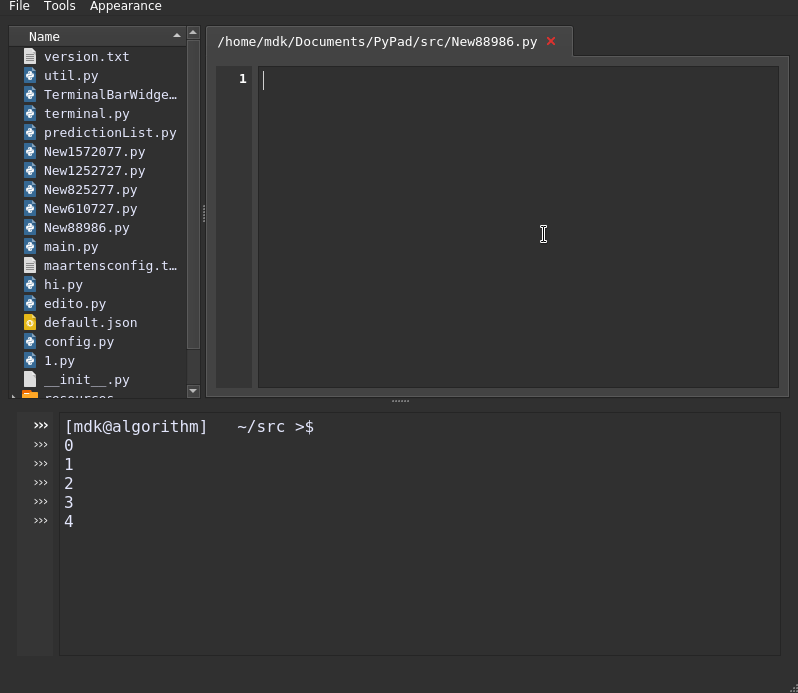 File Tools Appearance
Name
version.txt
util.py
TerminalBarWidge…
terminal.py
predictionList.py
New1572077.py
New1252727.py
New825277.py
New610727.py
New88986.py
main.py
maartensconfig.t…
hi.py
edito.py
default.json
config.py
1.py
__init__.py
resources
/home/mdk/Documents/PyPad/src/New88986.py ×
1
››› [mdk@algorithm] ~/src >$
››› 0
››› 1
››› 2
››› 3
››› 4